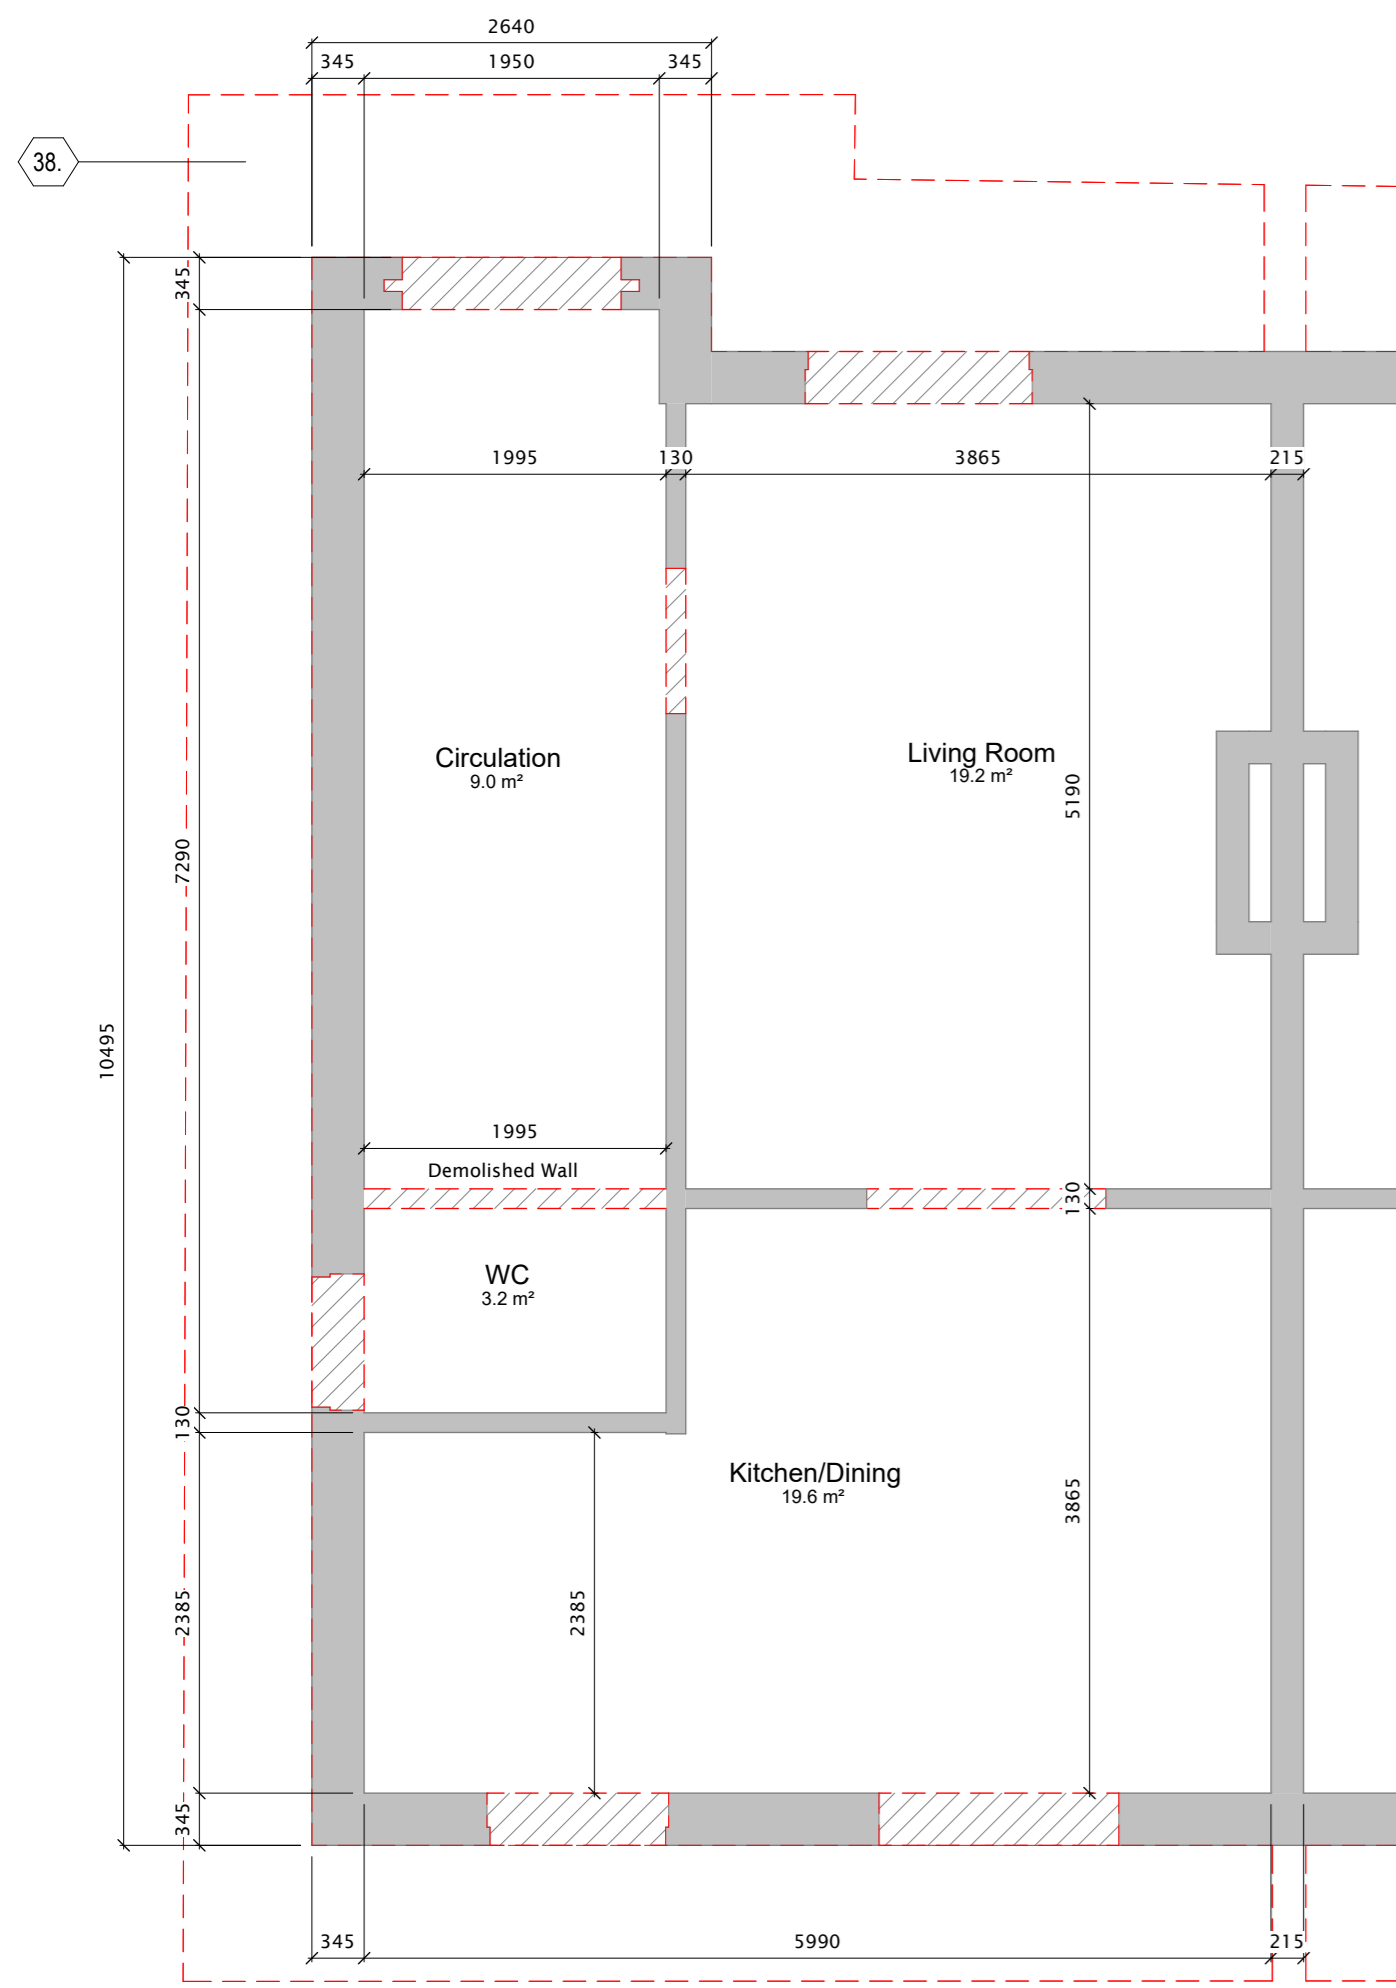 2640
345 1950 345
38.
345
1995 130 3865 215
Circulation
9.0 m²
Living Room
19.2 m²
5190
7290
10495
1995
Demolished Wall
130
WC
3.2 m²
130
Kitchen/Dining
19.6 m²
3865
2385
2385
345
345 5990 215